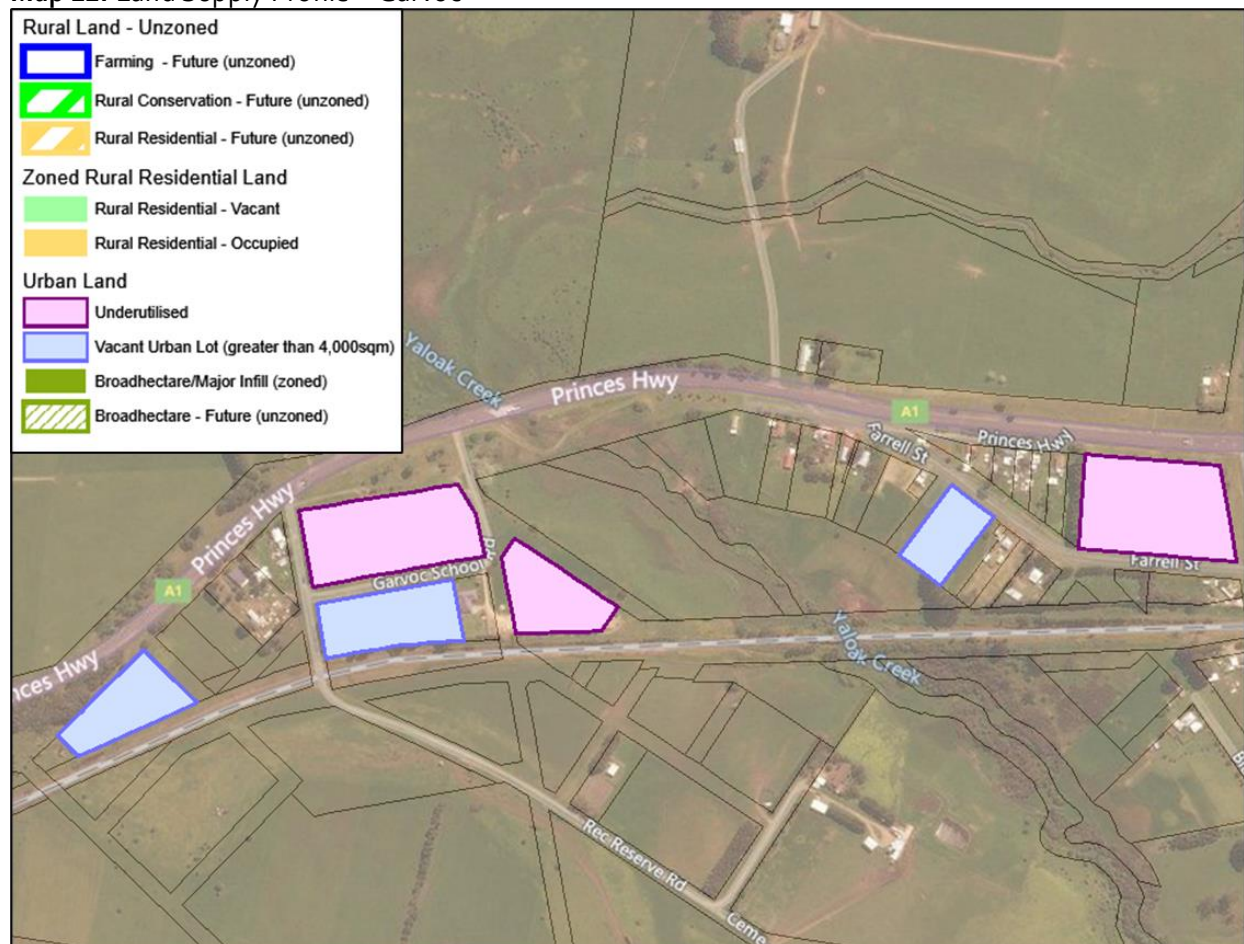 Rural Land - Unzoned
Farming - Future (unzoned)
Rural Conservation - Future (unzoned)
Rural Residential - Future (unzoned)
Zoned Rural Residential Land
Rural Residential - Vacant
Rural Residential - Occupied
Urban Land
Underutilised
Vacant Urban Lot (greater than 4,000sqm)
Broadhectare/Major Infill (zoned)
Broadhectare - Future (unzoned)
Yaloak Creek
Princes Hwy
A1
Farrell St
Princes Hwy
Princes Hwy
A1
Garvoc School
Farrell St
Yaloak Creek
Hwy
Rec Reserve Rd